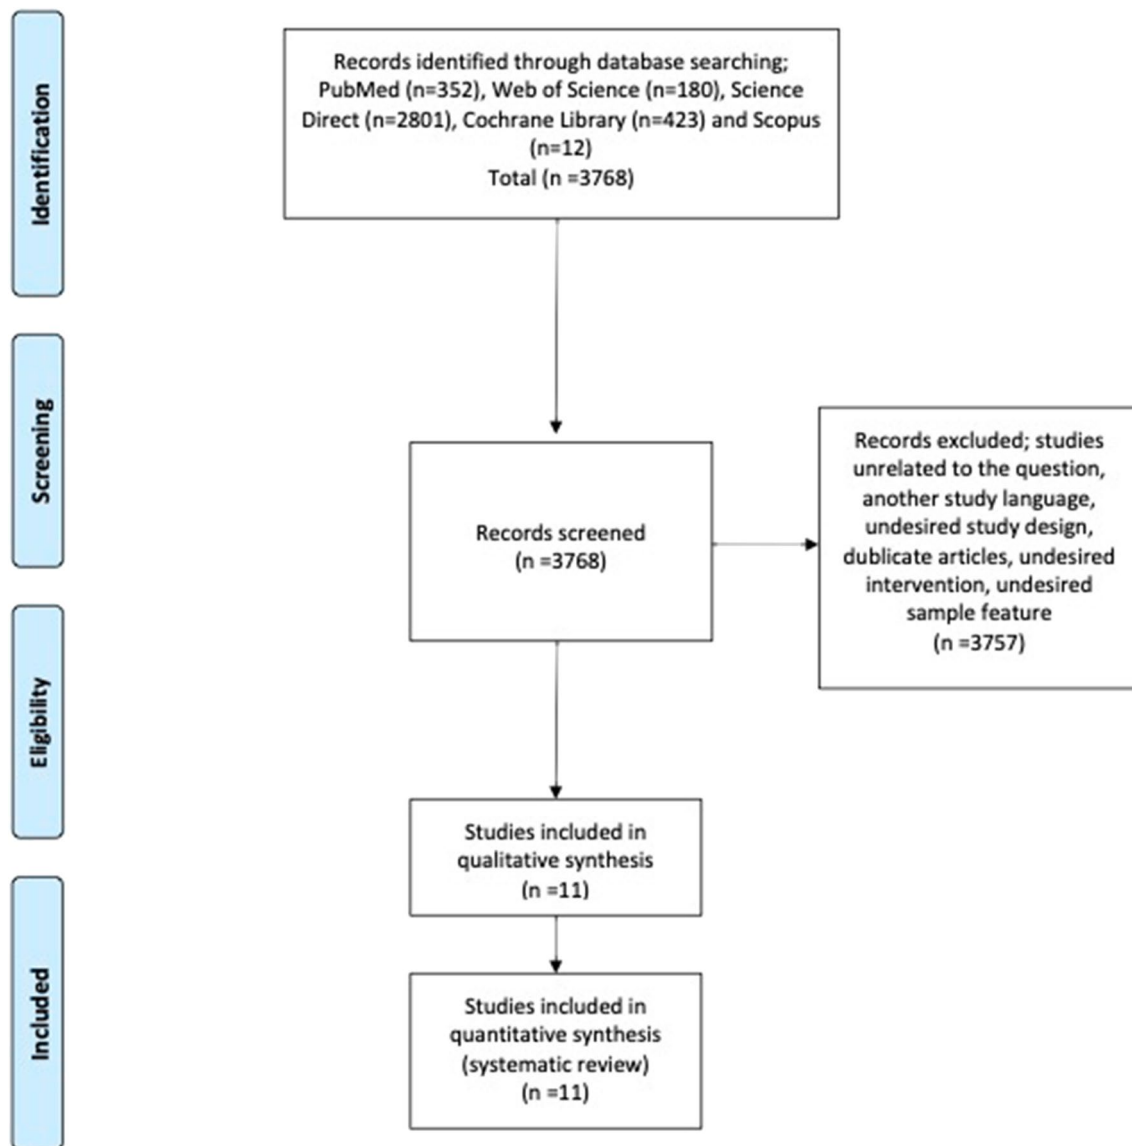 Identification
Records identified through database searching;
PubMed (n=352), Web of Science (n=180), Science
Direct (n=2801), Cochrane Library (n=423) and Scopus
(n=12)
Total (n =3768)
Screening
Records screened
(n =3768)
Records excluded; studies
unrelated to the question,
another study language,
undesired study design,
dublicate articles, undesired
intervention, undesired
sample feature
(n =3757)
Eligibility
Studies included in
qualitative synthesis
(n =11)
Included
Studies included in
quantitative synthesis
(systematic review)
(n =11)